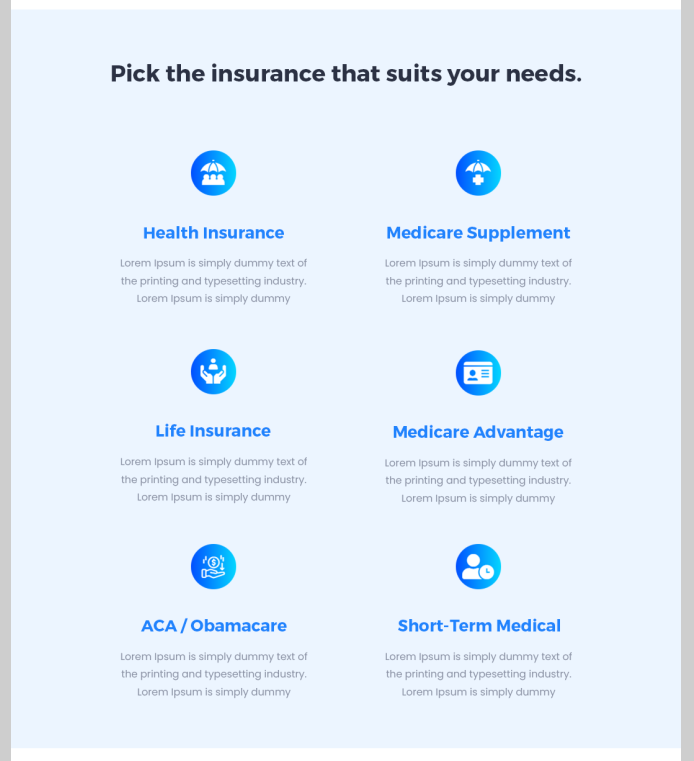 Pick the insurance that suits your needs.
Health Insurance
Lorem Ipsum is simply dummy text of
the printing and typesetting industry.
Lorem Ipsum is simply dummy
Medicare Supplement
Lorem Ipsum is simply dummy text of
the printing and typesetting industry.
Lorem Ipsum is simply dummy
Life Insurance
Lorem Ipsum is simply dummy text of
the printing and typesetting industry.
Lorem Ipsum is simply dummy
Medicare Advantage
Lorem Ipsum is simply dummy text of
the printing and typesetting industry.
Lorem Ipsum is simply dummy
ACA / Obamacare
Lorem Ipsum is simply dummy text of
the printing and typesetting industry.
Lorem Ipsum is simply dummy
Short-Term Medical
Lorem Ipsum is simply dummy text of
the printing and typesetting industry.
Lorem Ipsum is simply dummy